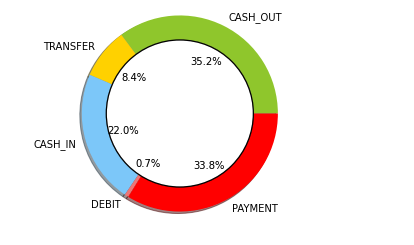 CASH_OUT
35.2%
TRANSFER
8.4%
CASH_IN
22.0%
DEBIT
0.7%
PAYMENT
33.8%